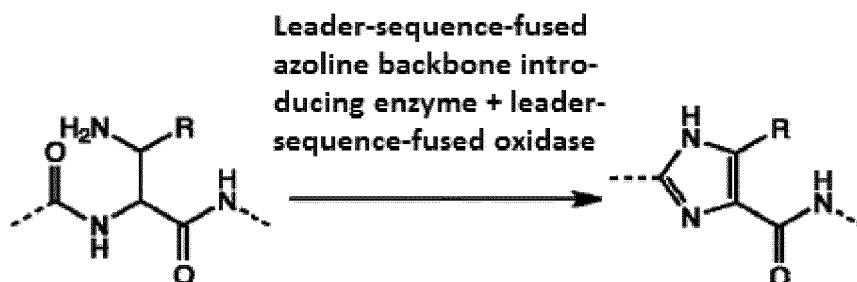 Leader-sequence-fused
azoline backbone intro-
ducing enzyme + leader-
sequence-fused oxidase
H₂N
R
O
N
H
O
H
N
H
N
R
N
O
H
N